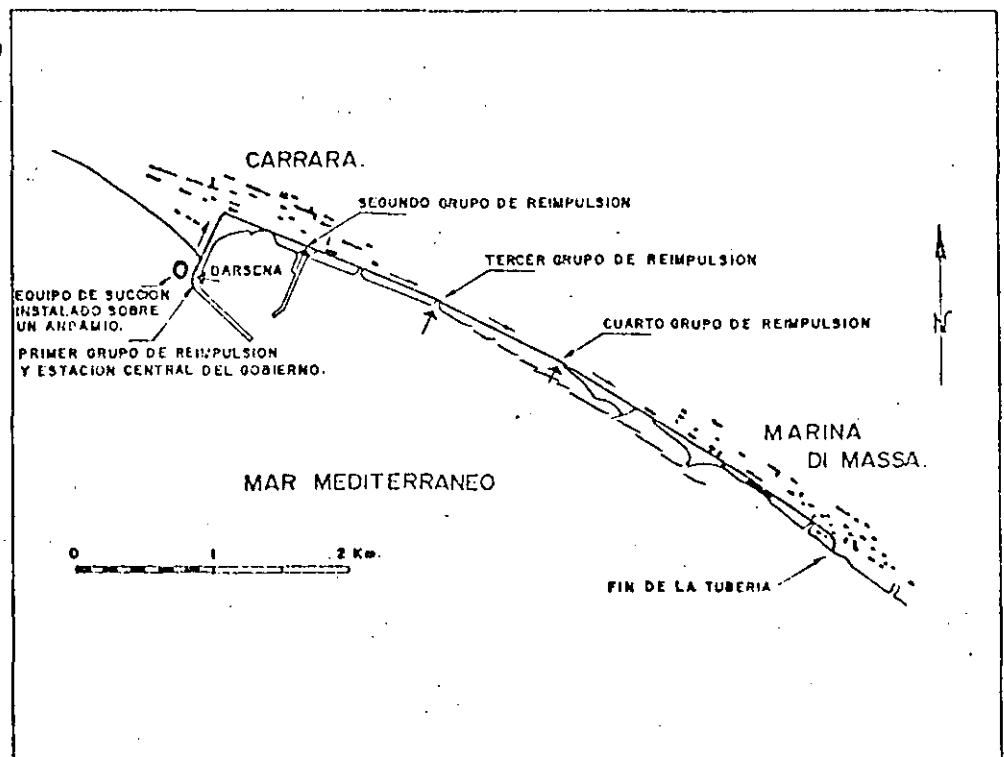 CARRARA.
SEGUNDO GRUPO DE REIMPULSION
TERCER GRUPO DE REIMPULSION
DARSENA
EQUIPO DE SUCCION
INSTALADO SOBRE
UN ANDAMIO.
CUARTO GRUPO DE REIMPULSION
PRIMER GRUPO DE REIMPULSION
Y ESTACION CENTRAL DEL GOBIERNO.
N
MARINA
DI MASSA.
MAR MEDITERRANEO
0 1 2 Km.
FIN DE LA TUBERIA